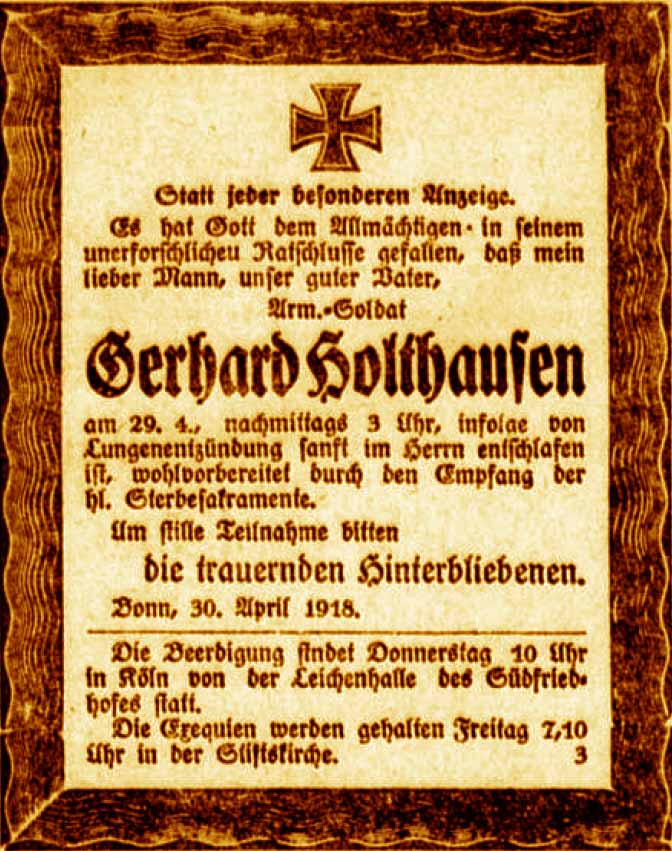 Statt jeder besonderen Anzeige.
Es hat Gott dem Allmächtigen in seinem
unerforschlicheu Ratschlusse gefallen, daß mein
lieber Mann, unser guter Vater,
Arm.-Soldat
Gerhard Holthausen
am 29. 4., nachmittags 3 Uhr, infolge von
Lungenentzündung sanft im Herrn entschlafen
ist, wohlvorbereitet durch den Empfang der
hl. Sterbesakramente.
Um stille Teilnahme bitten
die trauernden Hinterbliebenen.
Bonn, 30. April 1918.
Die Beerdigung findet Donnerstag 10 Uhr
in Köln von der Leichenhalle des Südfried-
hofes statt.
Die Exequien werden gehalten Freitag 7,10
Uhr in der Stiftskirche. 3